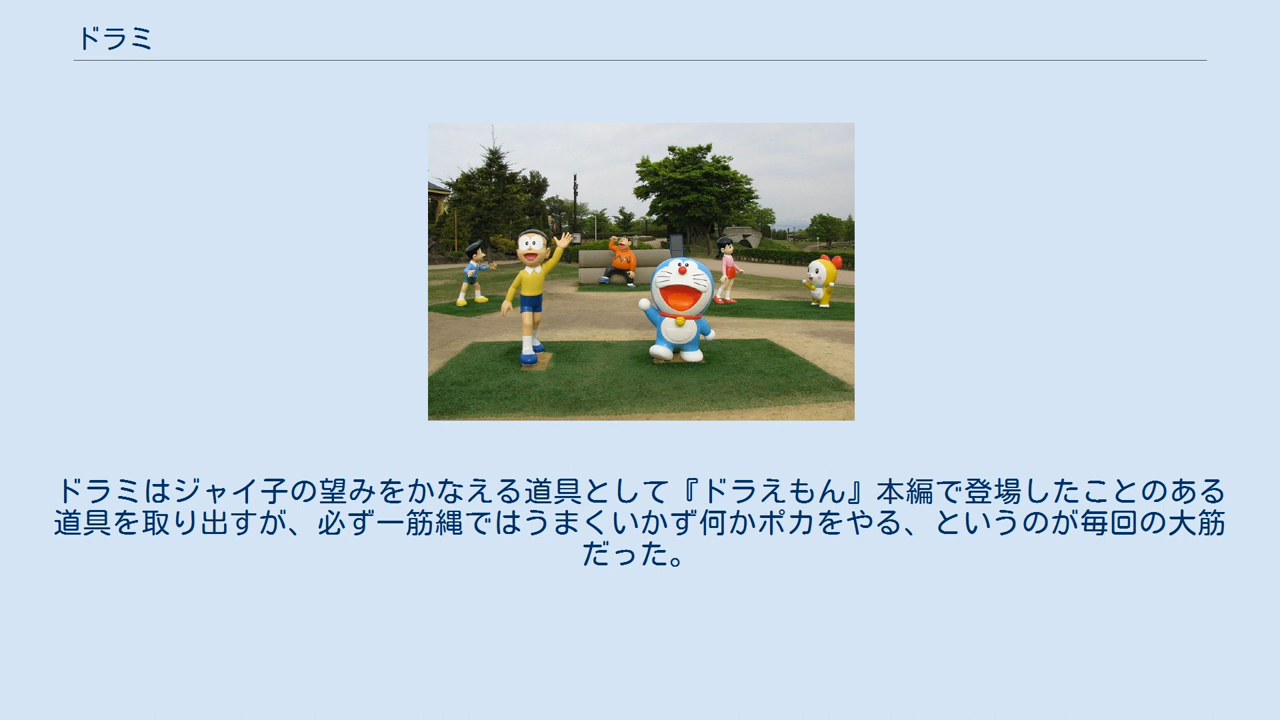 ドラミ
ドラミはジャイ子の望みをかなえる道具として『ドラえもん』本編で登場したことのある
道具を取り出すが、必ず一筋縄ではうまくいかず何かポカをやる、というのが毎回の大筋
だった。